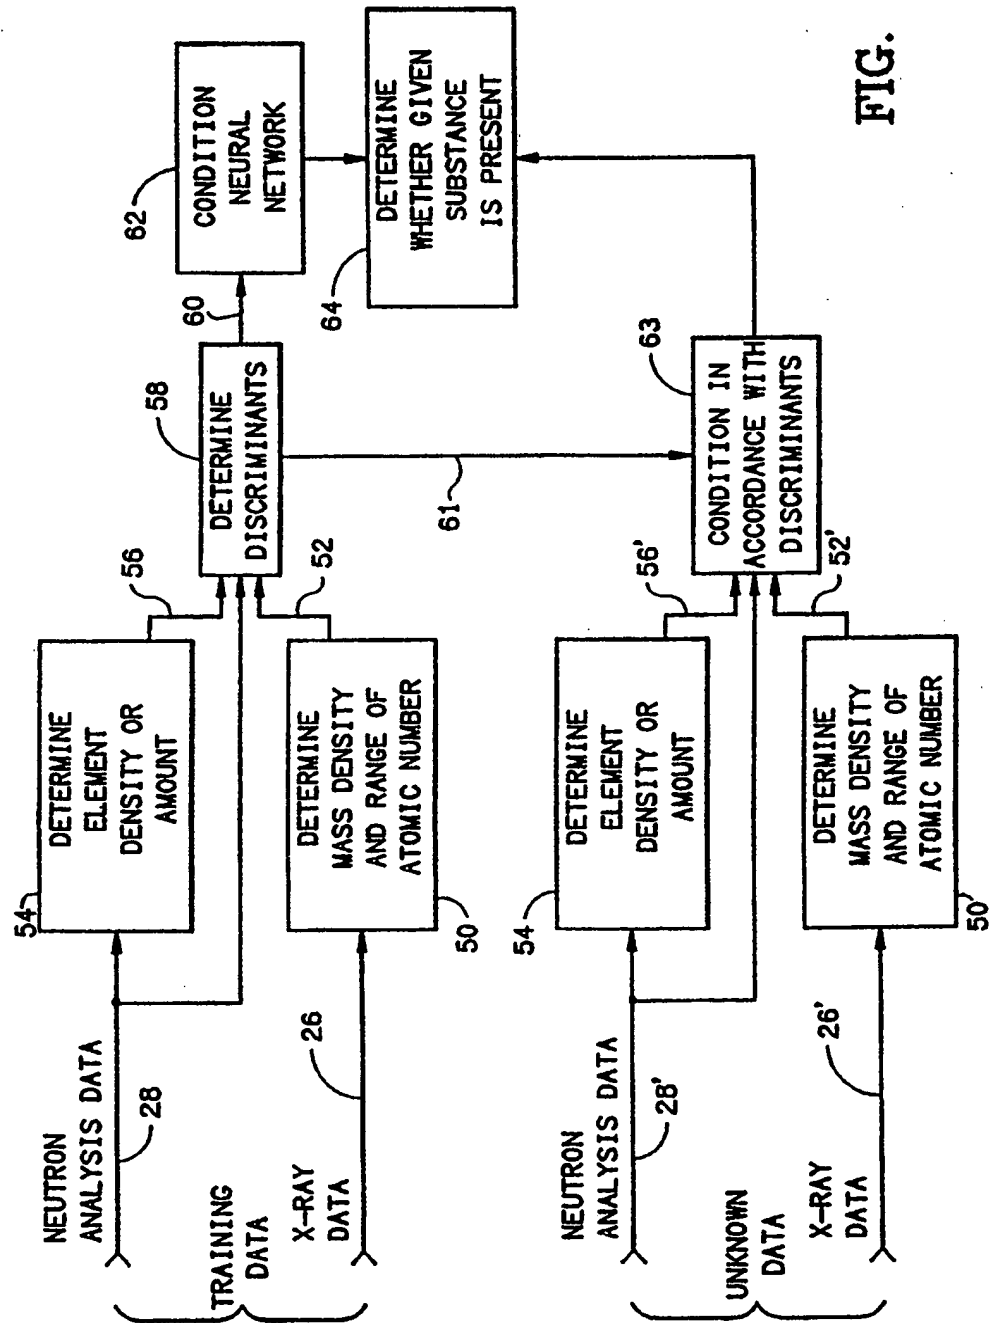 NEUTRON
ANALYSIS DATA
28
TRAINING
DATA
X-RAY
DATA
26
54
DETERMINE
ELEMENT
DENSITY OR
AMOUNT
56
DETERMINE
MASS DENSITY
AND RANGE OF
ATOMIC NUMBER
50
52
58
DETERMINE
DISCRIMINANTS
60
61
62
CONDITION
NEURAL
NETWORK
64
DETERMINE
WHETHER GIVEN
SUBSTANCE
IS PRESENT
NEUTRON
ANALYSIS DATA
28'
UNKNOWN
DATA
X-RAY
DATA
26'
54
DETERMINE
ELEMENT
DENSITY OR
AMOUNT
56'
DETERMINE
MASS DENSITY
AND RANGE OF
ATOMIC NUMBER
50'
52'
63
CONDITION IN
ACCORDANCE WITH
DISCRIMINANTS
FIG.